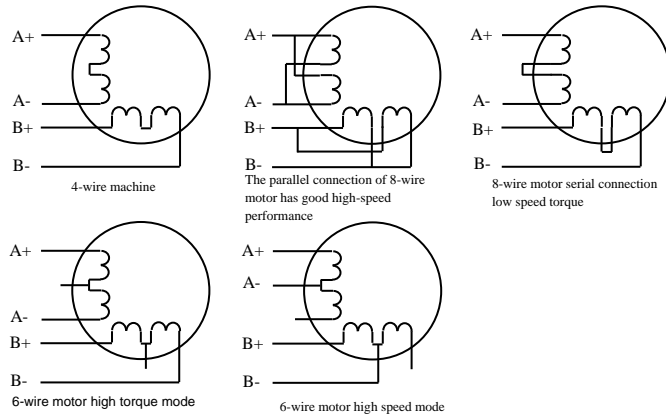 A+
A-
B+
B-
4-wire machine
A+
A-
B+
B-
The parallel connection of 8-wire
motor has good high-speed
performance
A+
A-
B+
B-
8-wire motor serial connection
low speed torque
A+
A-
B+
B-
6-wire motor high torque mode
A+
A-
B+
B-
6-wire motor high speed mode